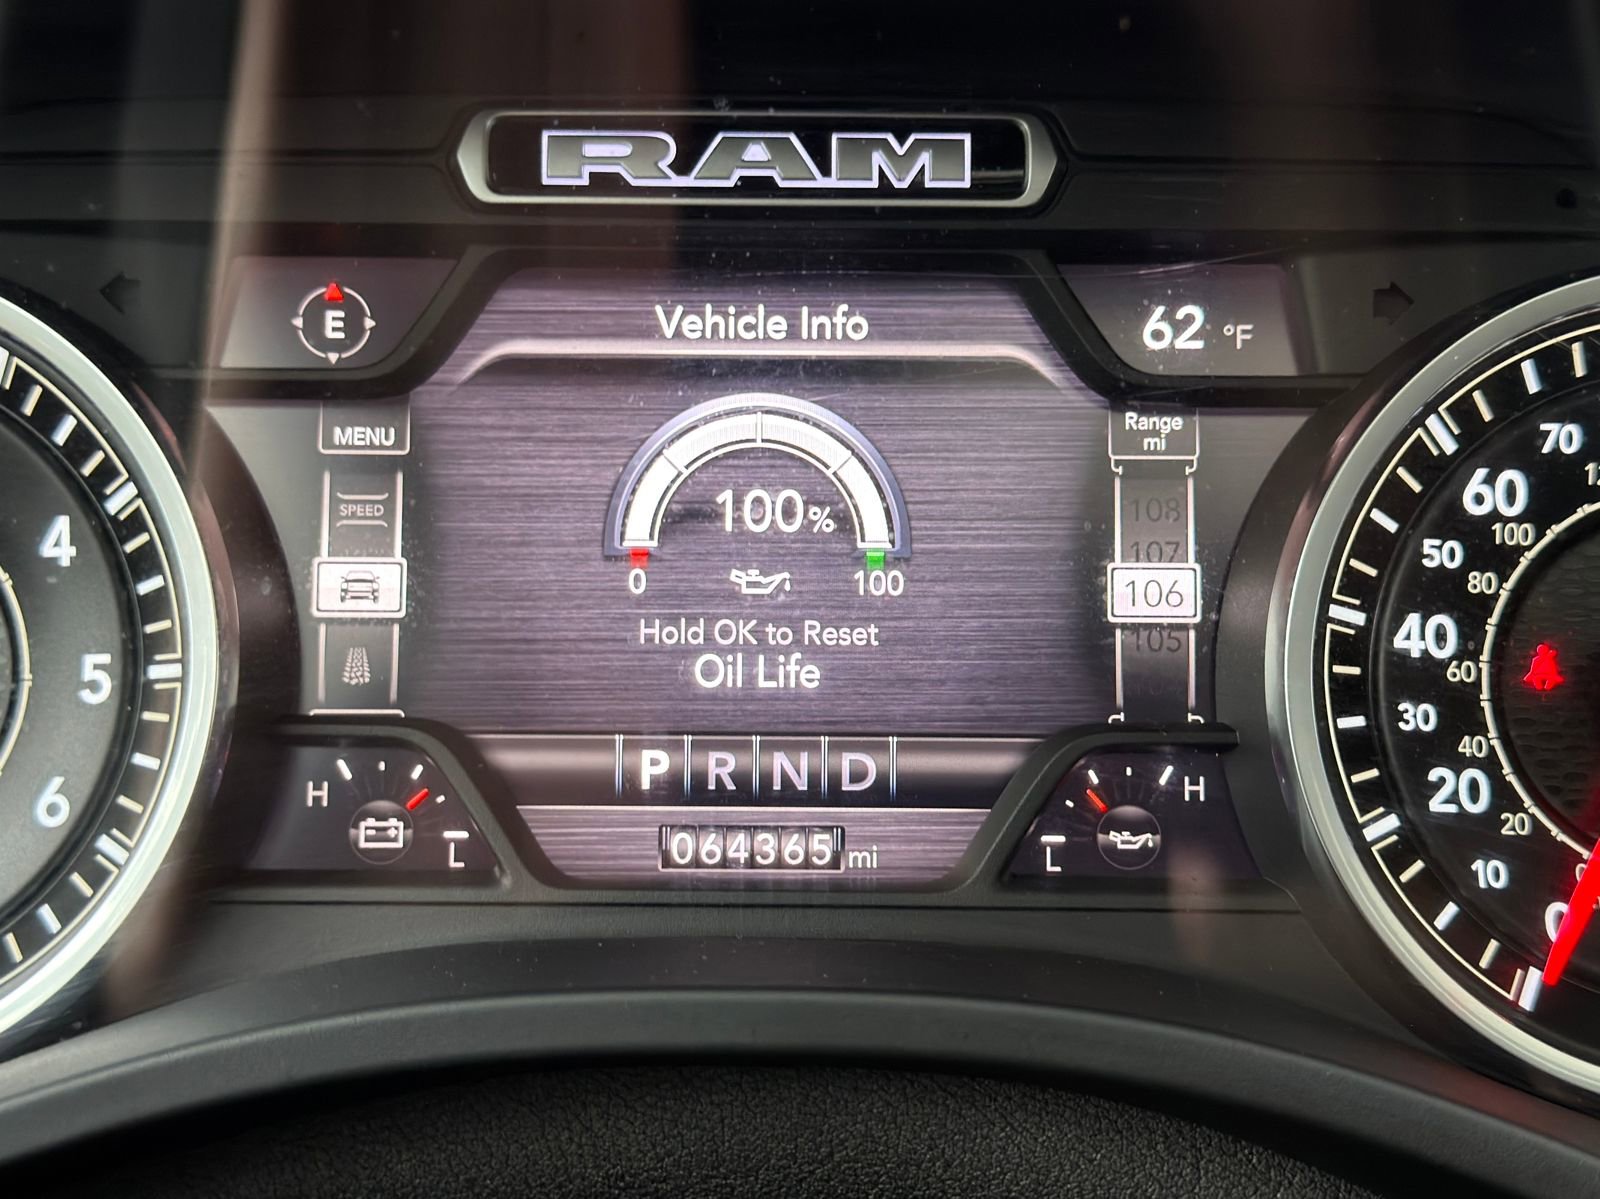 RAM
E
Vehicle Info
62 °F
MENU
SPEED
100%
0
100
Hold OK to Reset
Oil Life
Range
mi
108
107
106
105
P R N D
064365 mi
H
L
H
L
4
5
6
70
60
50
40
30
20
10
0
100
80
60
40
20